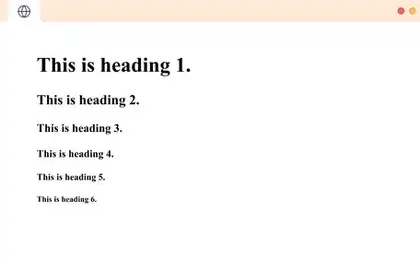 This is heading 1.
This is heading 2.
This is heading 3.
This is heading 4.
This is heading 5.
This is heading 6.